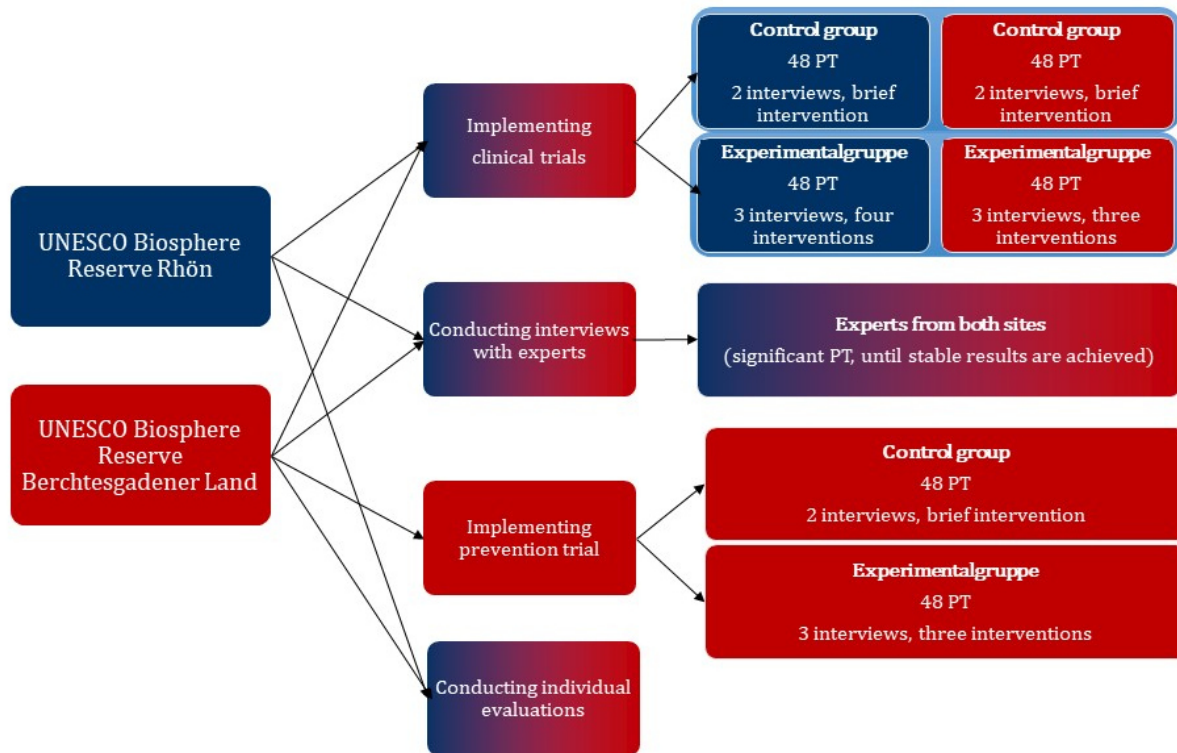 UNESCO Biosphere
Reserve Rhön
UNESCO Biosphere
Reserve
Berchtesgadener Land
Implementing
clinical trials
Conducting interviews
with experts
Implementing
prevention trial
Conducting individual
evaluations
Control group
48 PT
2 interviews, brief
intervention
Control group
48 PT
2 interviews, brief
intervention
Experimentalgruppe
48 PT
3 interviews, four
interventions
Experimentalgruppe
48 PT
3 interviews, three
interventions
Experts from both sites
(significant PT, until stable results are achieved)
Control group
48 PT
2 interviews, brief intervention
Experimentalgruppe
48 PT
3 interviews, three interventions